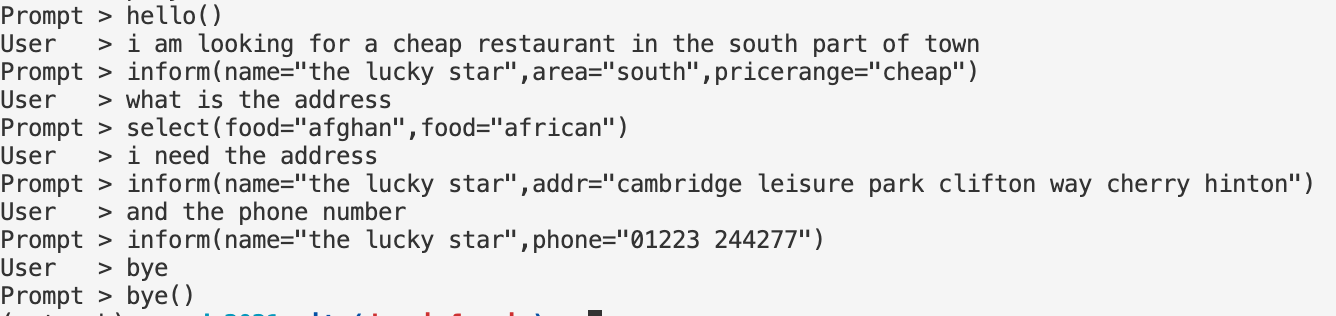 Prompt > hello()
User   > i am looking for a cheap restaurant in the south part of town
Prompt > inform(name="the lucky star",area="south",pricerange="cheap")
User   > what is the address
Prompt > select(food="afghan",food="african")
User   > i need the address
Prompt > inform(name="the lucky star",addr="cambridge leisure park clifton way cherry hinton")
User   > and the phone number
Prompt > inform(name="the lucky star",phone="01223 244277")
User   > bye
Prompt > bye()